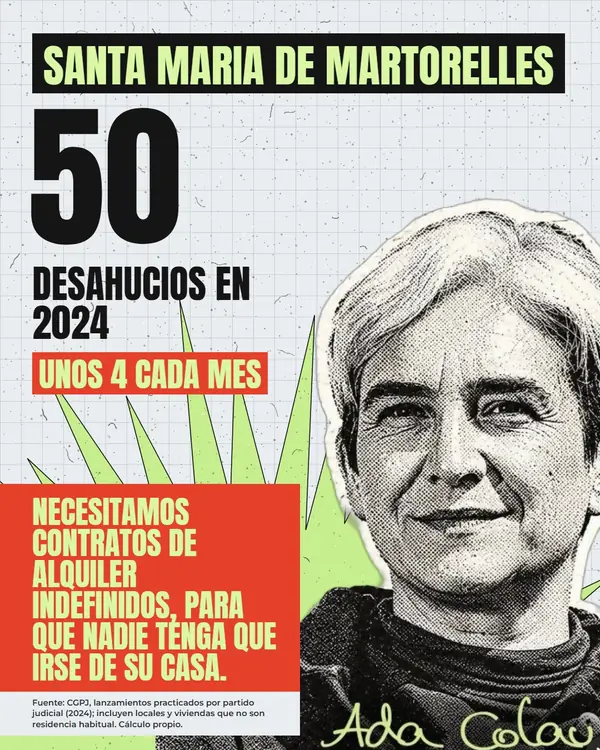 SANTA MARIA DE MARTORELLES
50
DESAHUCIOS EN
2024
UNOS 4 CADA MES
NECESITAMOS
CONTRATOS DE
ALQUILER
INDEFINIDOS, PARA
QUE NADIE TENGA QUE
IRSE DE SU CASA.
Fuente: CGPJ, lanzamientos practicados por partido
judicial (2024); incluyen locales y viviendas que no son
residencia habitual. Cálculo propio.
Ada Colau